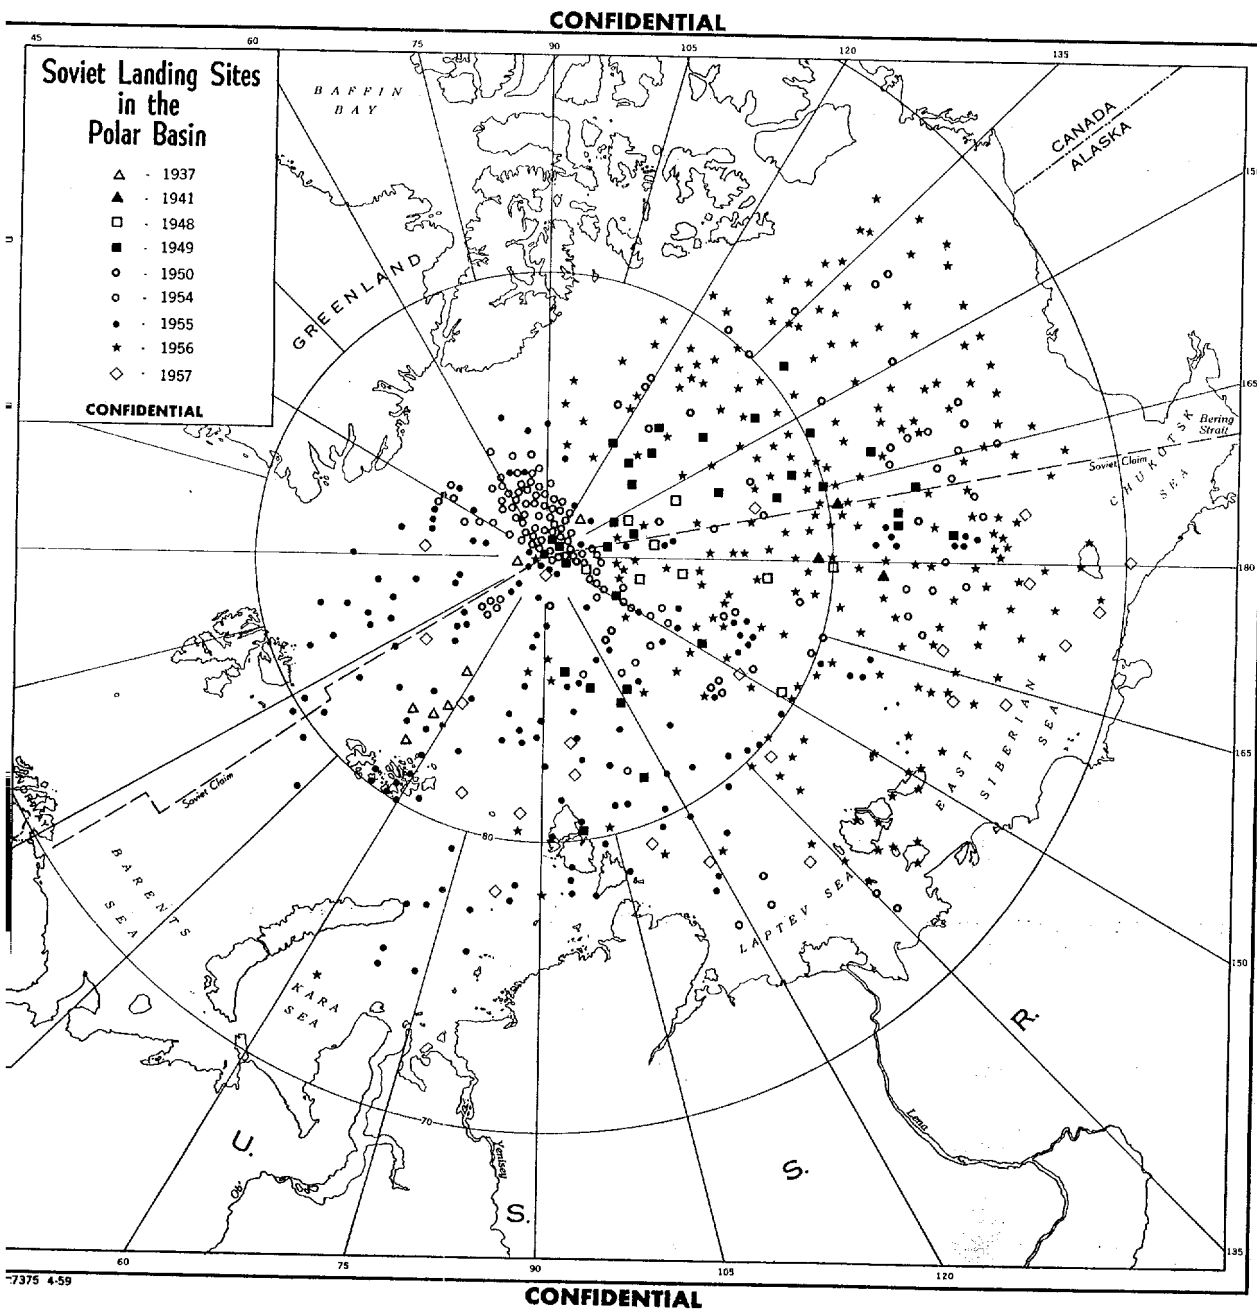 CONFIDENTIAL
45
60
75
90
105
120
135
Soviet Landing Sites
in the
Polar Basin
△ - 1937
▲ - 1941
□ - 1948
■ - 1949
○ - 1950
○ - 1954
● - 1955
★ - 1956
◇ - 1957
CONFIDENTIAL
BAFFIN
BAY
CANADA
ALASKA
GREENLAND
165
Bering
Strait
Soviet Claim
CHUKOTSK
SEA
180
EAST
SIBERIAN
SEA
165
NORWAY
Soviet Claim
80
BARENTS
SEA
LAPTEV SEA
KARA
SEA
150
R.
70
Lena
U.
Ob'
Yenisey
S.
S.
135
60
75
90
105
120
7375 4-59
CONFIDENTIAL